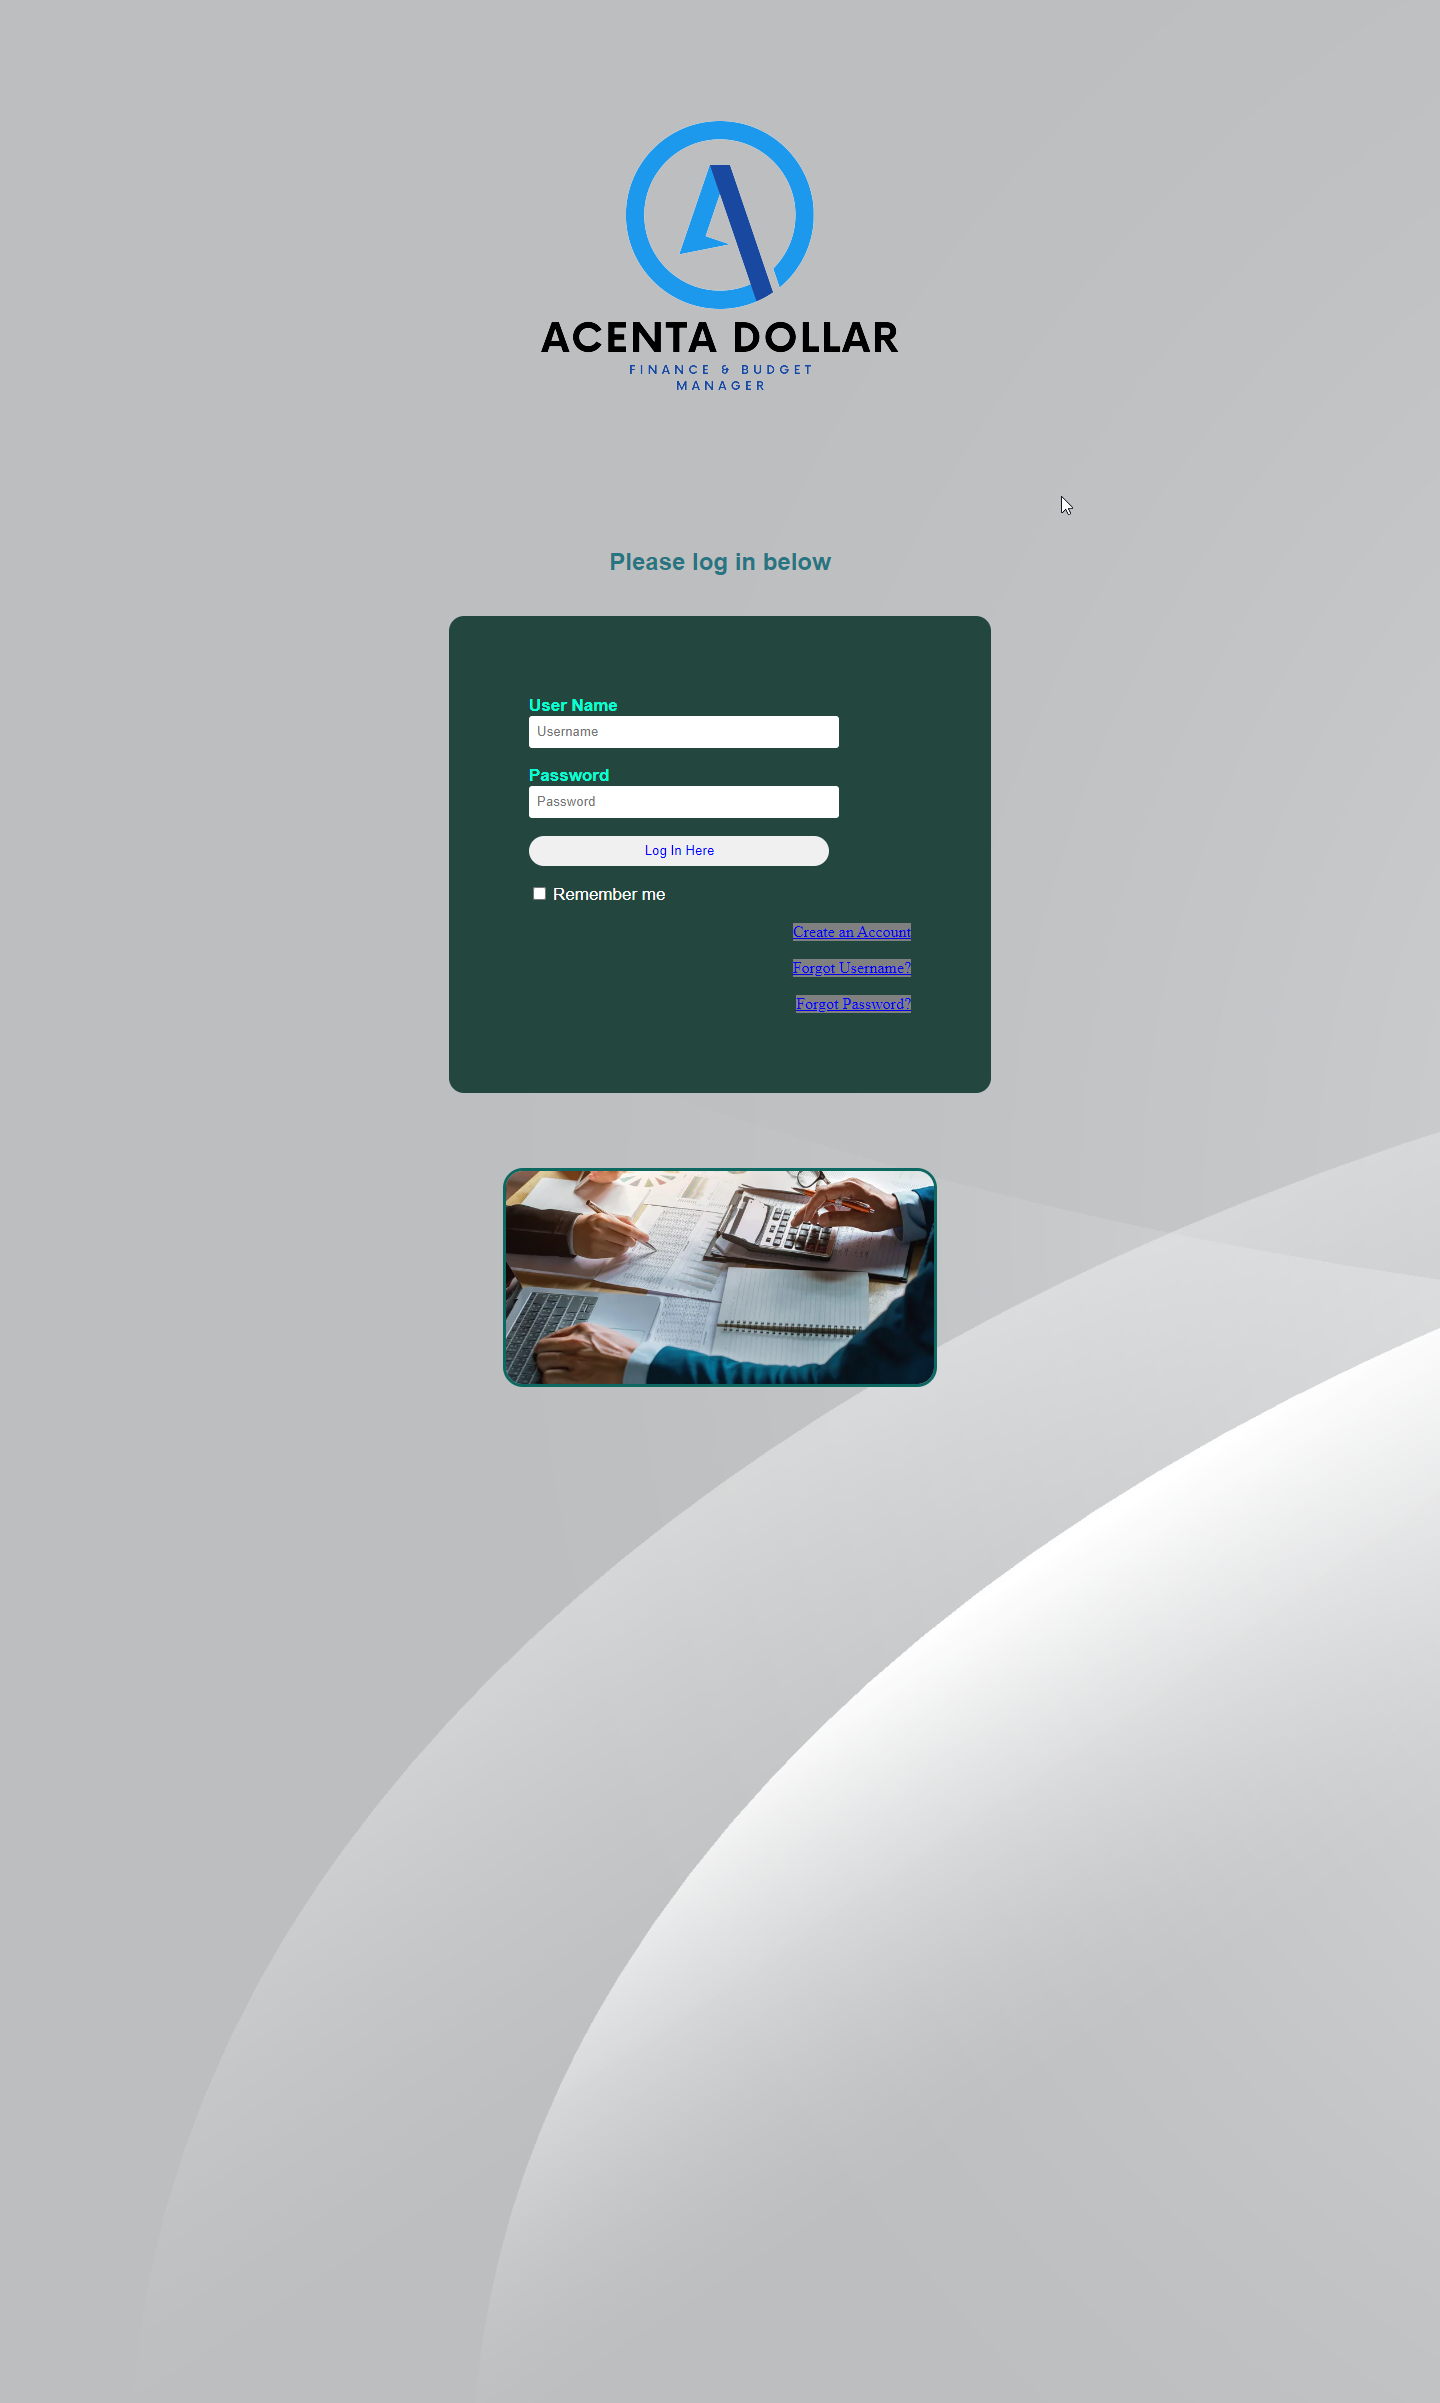 ACENTA DOLLAR
FINANCE & BUDGET
MANAGER
Please log in below
User Name
Username
Password
Password
Log In Here
Remember me
Create an Account
Forgot Username?
Forgot Password?